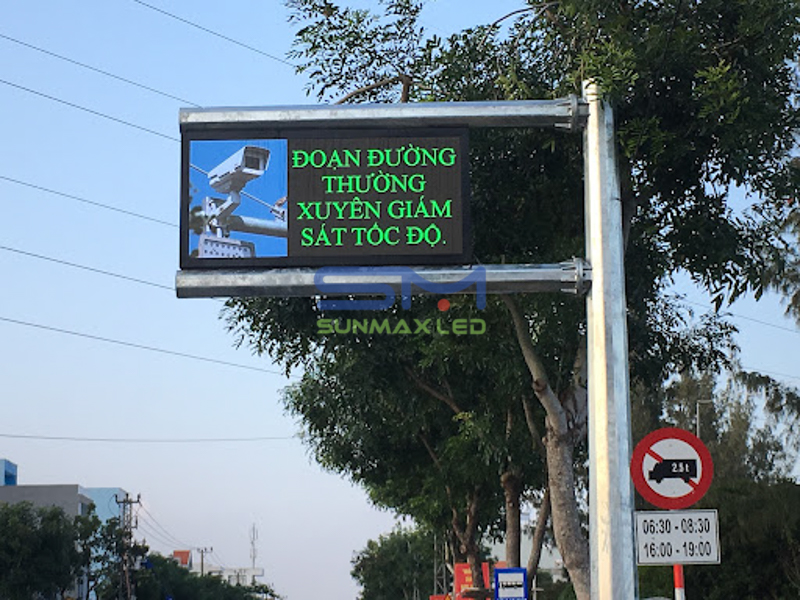 ĐOẠN ĐƯỜNG
THƯỜNG
XUYÊN GIÁM
SÁT TỐC ĐỘ.
SM
SUNMAX LED
2.5 t
06:30 - 08:30
16:00 - 19:00